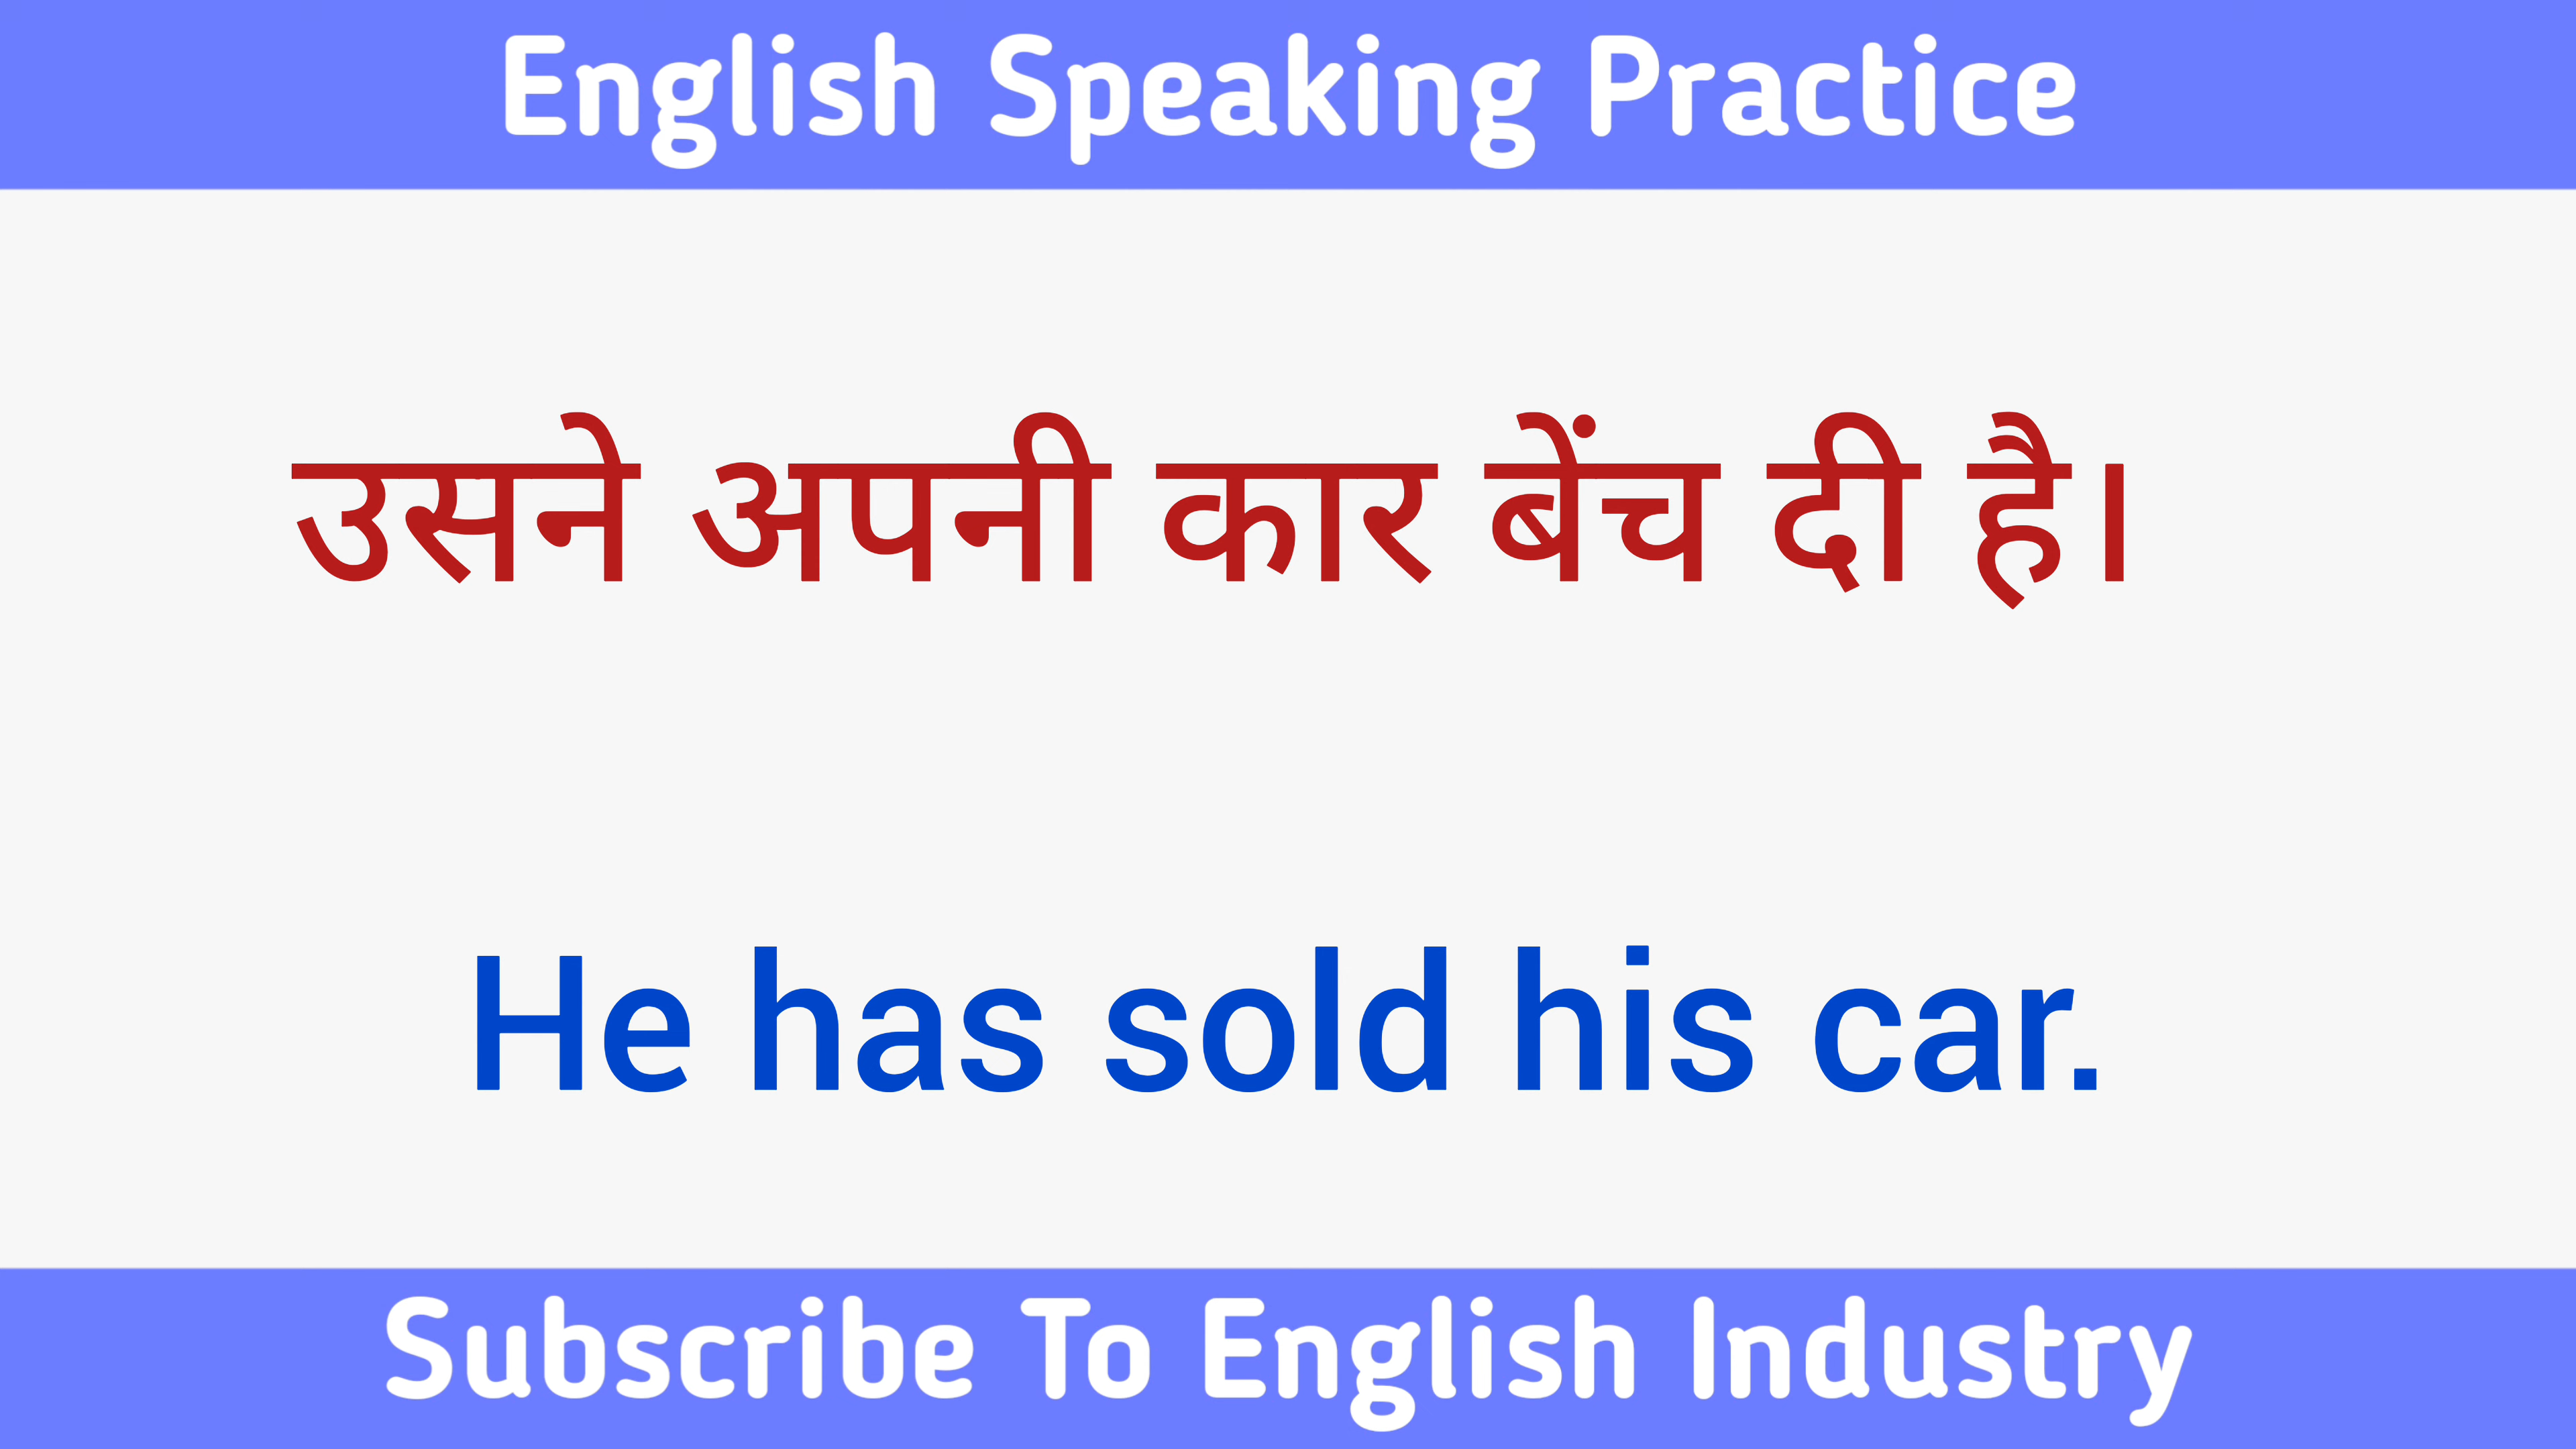 English Speaking Practice
उसने अपनी कार बेंच दी है।
He has sold his car.
Subscribe To English Industry